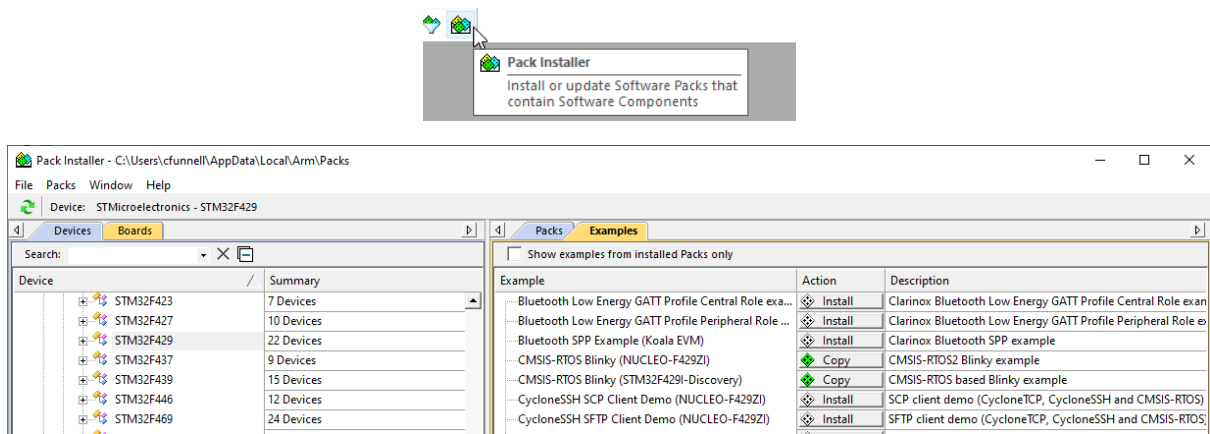 Pack Installer
Install or update Software Packs that
contain Software Components
Pack Installer - C:\Users\cfunnell\AppData\Local\Arm\Packs
File Packs Window Help
Device: STMicroelectronics - STM32F429
Devices Boards
Search:
Device Summary
STM32F423 7 Devices
STM32F427 10 Devices
STM32F429 22 Devices
STM32F437 9 Devices
STM32F439 15 Devices
STM32F446 12 Devices
STM32F469 24 Devices
Packs Examples
Show examples from installed Packs only
Example Action Description
Bluetooth Low Energy GATT Profile Central Role exa... Install Clarinox Bluetooth Low Energy GATT Profile Central Role exan
Bluetooth Low Energy GATT Profile Peripheral Role ... Install Clarinox Bluetooth Low Energy GATT Profile Peripheral Role e
Bluetooth SPP Example (Koala EVM) Install Clarinox Bluetooth SPP example
CMSIS-RTOS Blinky (NUCLEO-F429ZI) Copy CMSIS-RTOS2 Blinky example
CMSIS-RTOS Blinky (STM32F429I-Discovery) Copy CMSIS-RTOS based Blinky example
CycloneSSH SCP Client Demo (NUCLEO-F429ZI) Install SCP client demo (CycloneTCP, CycloneSSH and CMSIS-RTOS)
CycloneSSH SFTP Client Demo (NUCLEO-F429ZI) Install SFTP client demo (CycloneTCP, CycloneSSH and CMSIS-RTOS)